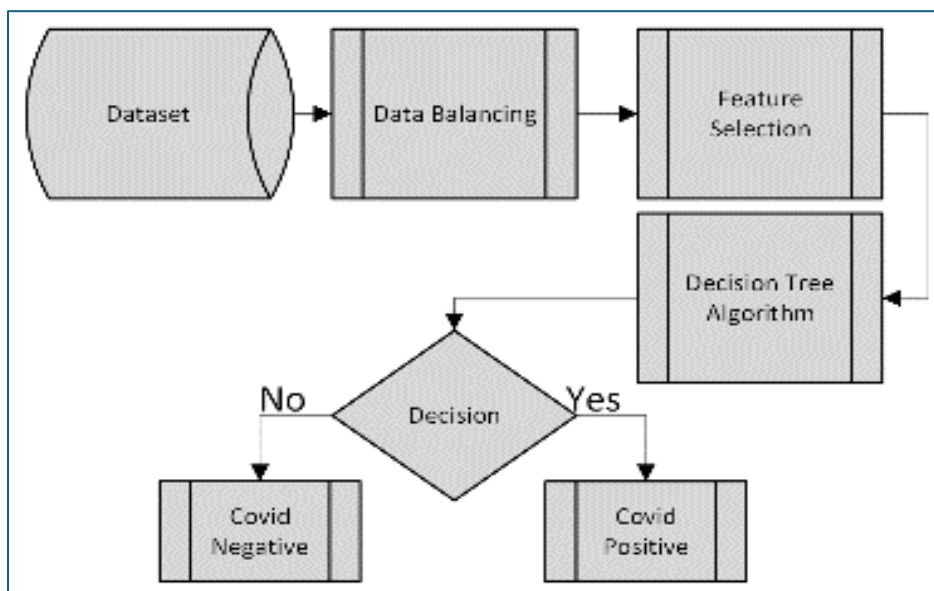 Dataset
Data Balancing
Feature
Selection
Decision Tree
Algorithm
No
Yes
Decision
Covid
Negative
Covid
Positive